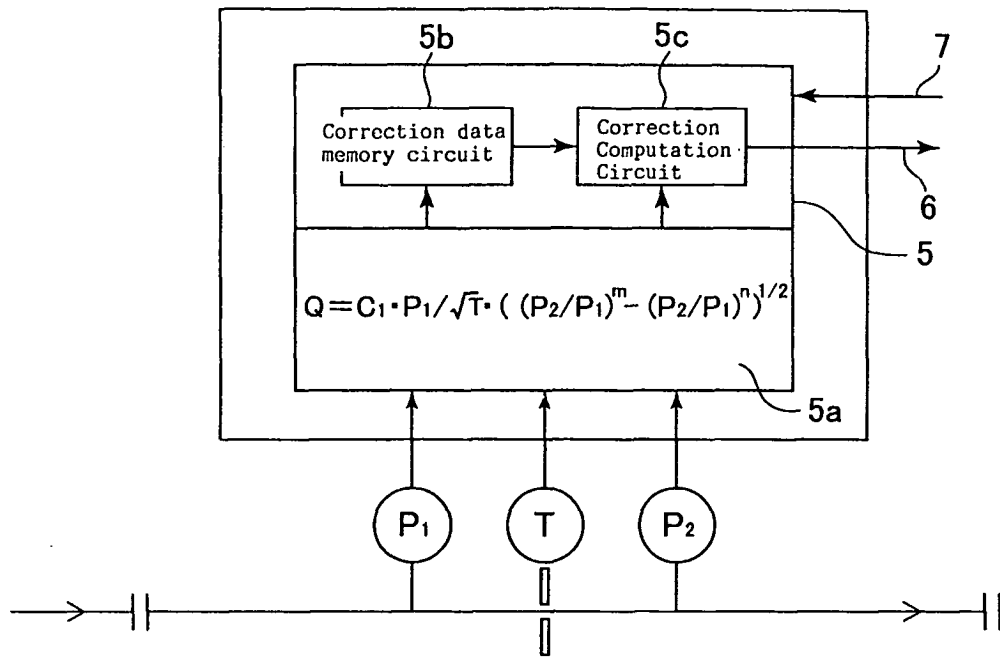 5b
5c
7
Correction data
memory circuit
Correction
Computation
Circuit
6
5
Q=C₁·P₁/√T·((P₂/P₁)ᵐ−(P₂/P₁)ⁿ)¹/²
5a
P₁
T
P₂